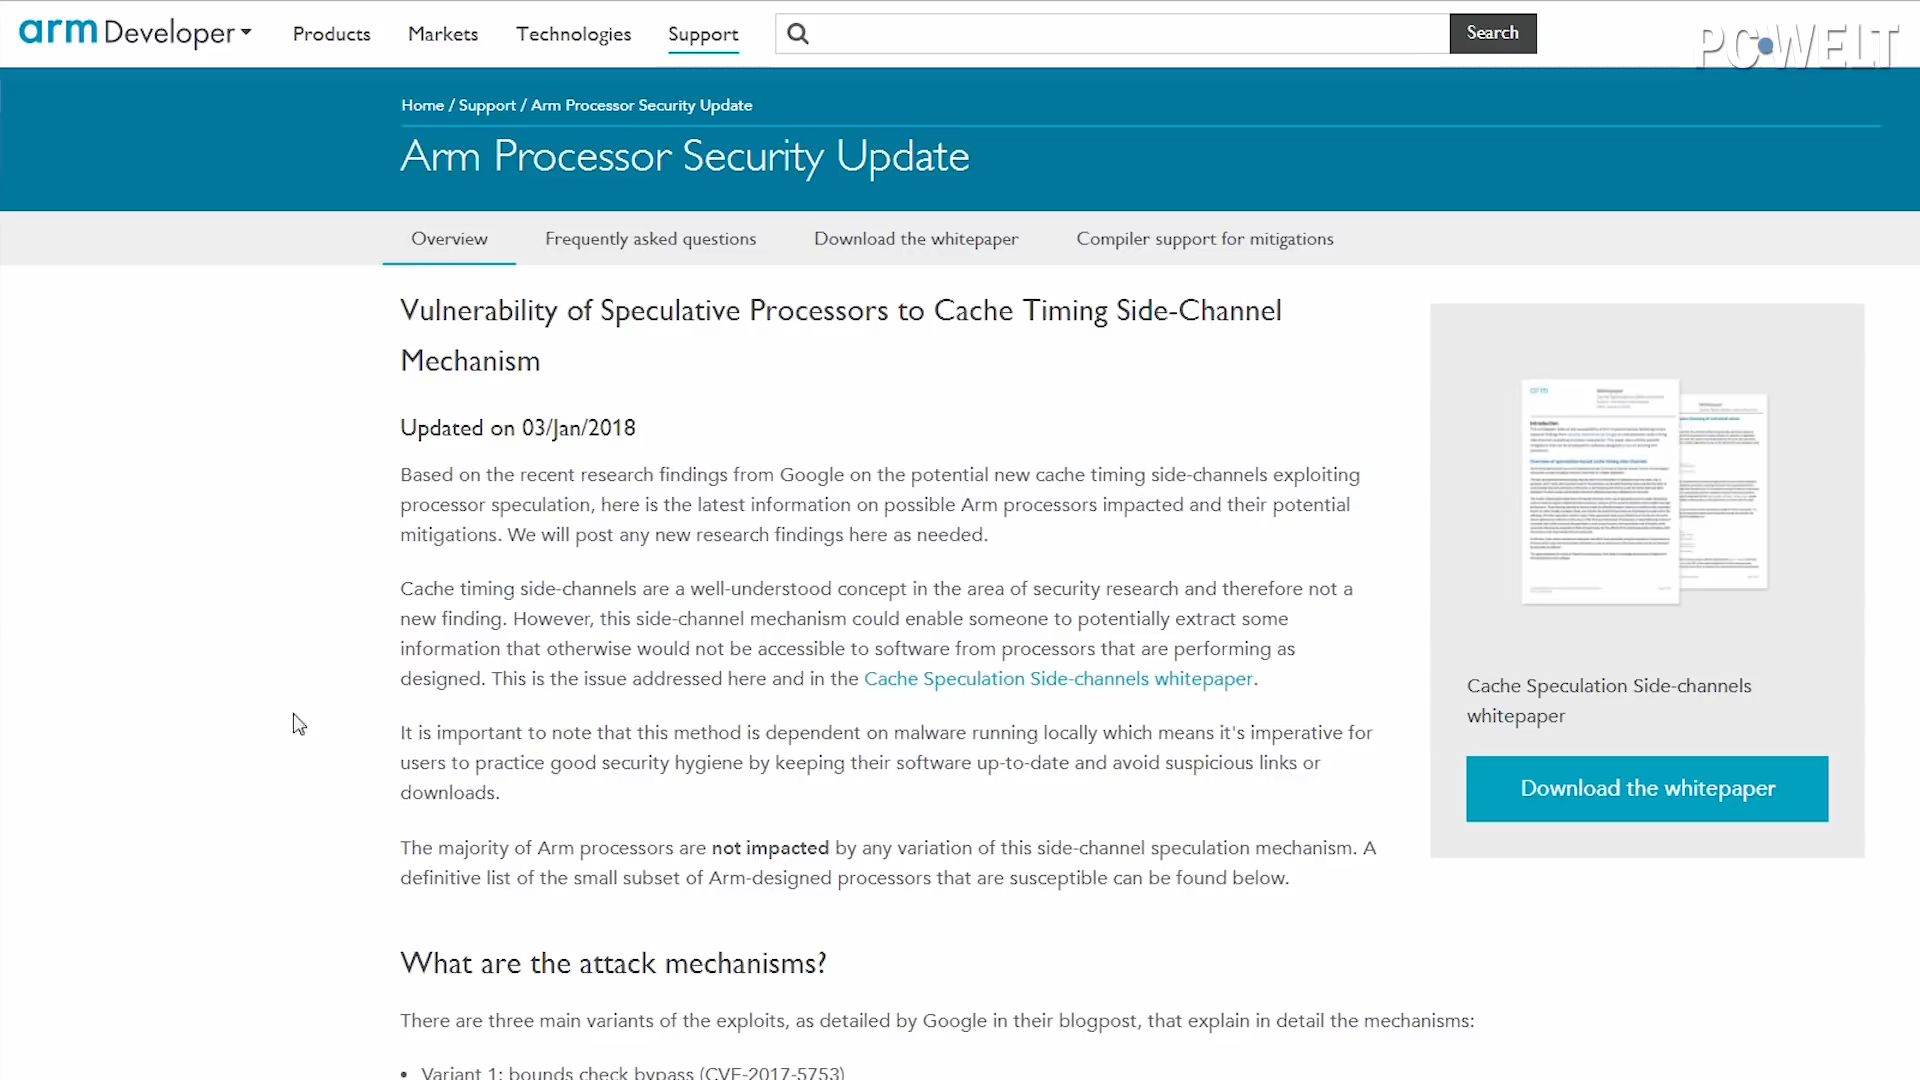 arm Developer Products Markets Technologies Support Search
PC WELT
Home / Support / Arm Processor Security Update
Arm Processor Security Update
Overview Frequently asked questions Download the whitepaper Compiler support for mitigations
Vulnerability of Speculative Processors to Cache Timing Side-Channel
Mechanism
Updated on 03/Jan/2018
Based on the recent research findings from Google on the potential new cache timing side-channels exploiting
processor speculation, here is the latest information on possible Arm processors impacted and their potential
mitigations. We will post any new research findings here as needed.
Cache timing side-channels are a well-understood concept in the area of security research and therefore not a
new finding. However, this side-channel mechanism could enable someone to potentially extract some
information that otherwise would not be accessible to software from processors that are performing as
designed. This is the issue addressed here and in the Cache Speculation Side-channels whitepaper.
It is important to note that this method is dependent on malware running locally which means it's imperative for
users to practice good security hygiene by keeping their software up-to-date and avoid suspicious links or
downloads.
The majority of Arm processors are not impacted by any variation of this side-channel speculation mechanism. A
definitive list of the small subset of Arm-designed processors that are susceptible can be found below.
What are the attack mechanisms?
There are three main variants of the exploits, as detailed by Google in their blogpost, that explain in detail the mechanisms:
• Variant 1: bounds check bypass (CVE-2017-5753)
arm
Introduction
Cache Speculation Side-channels
whitepaper
Download the whitepaper